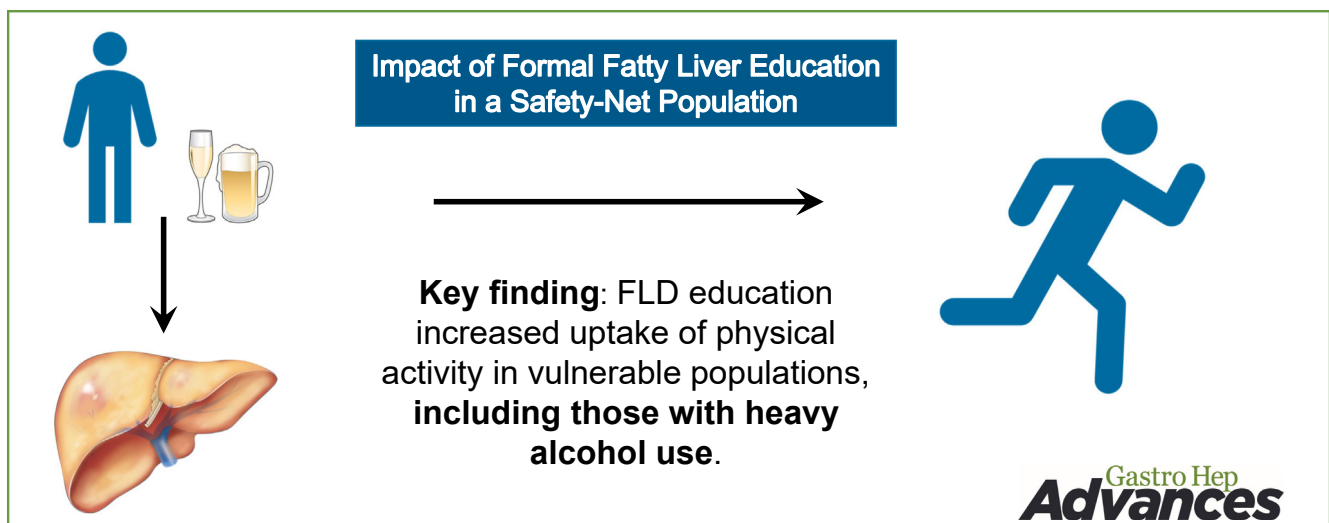 Impact of Formal Fatty Liver Education
in a Safety-Net Population
Key finding: FLD education
increased uptake of physical
activity in vulnerable populations,
including those with heavy
alcohol use.
Gastro Hep
Advances